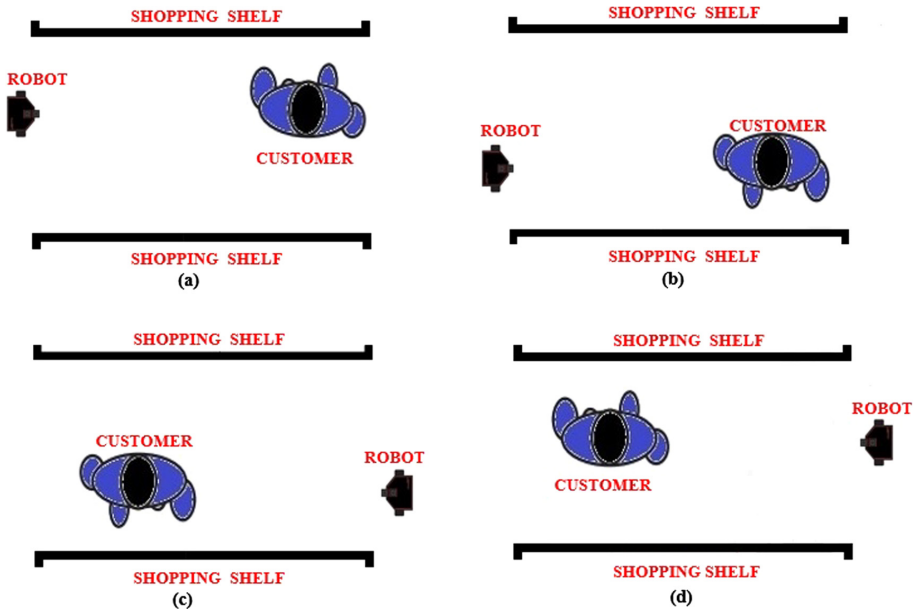 SHOPPING SHELF
ROBOT
CUSTOMER
SHOPPING SHELF
(a)
SHOPPING SHELF
ROBOT
CUSTOMER
SHOPPING SHELF
(b)
SHOPPING SHELF
CUSTOMER
ROBOT
SHOPPING SHELF
(c)
SHOPPING SHELF
ROBOT
CUSTOMER
SHOPPING SHELF
(d)